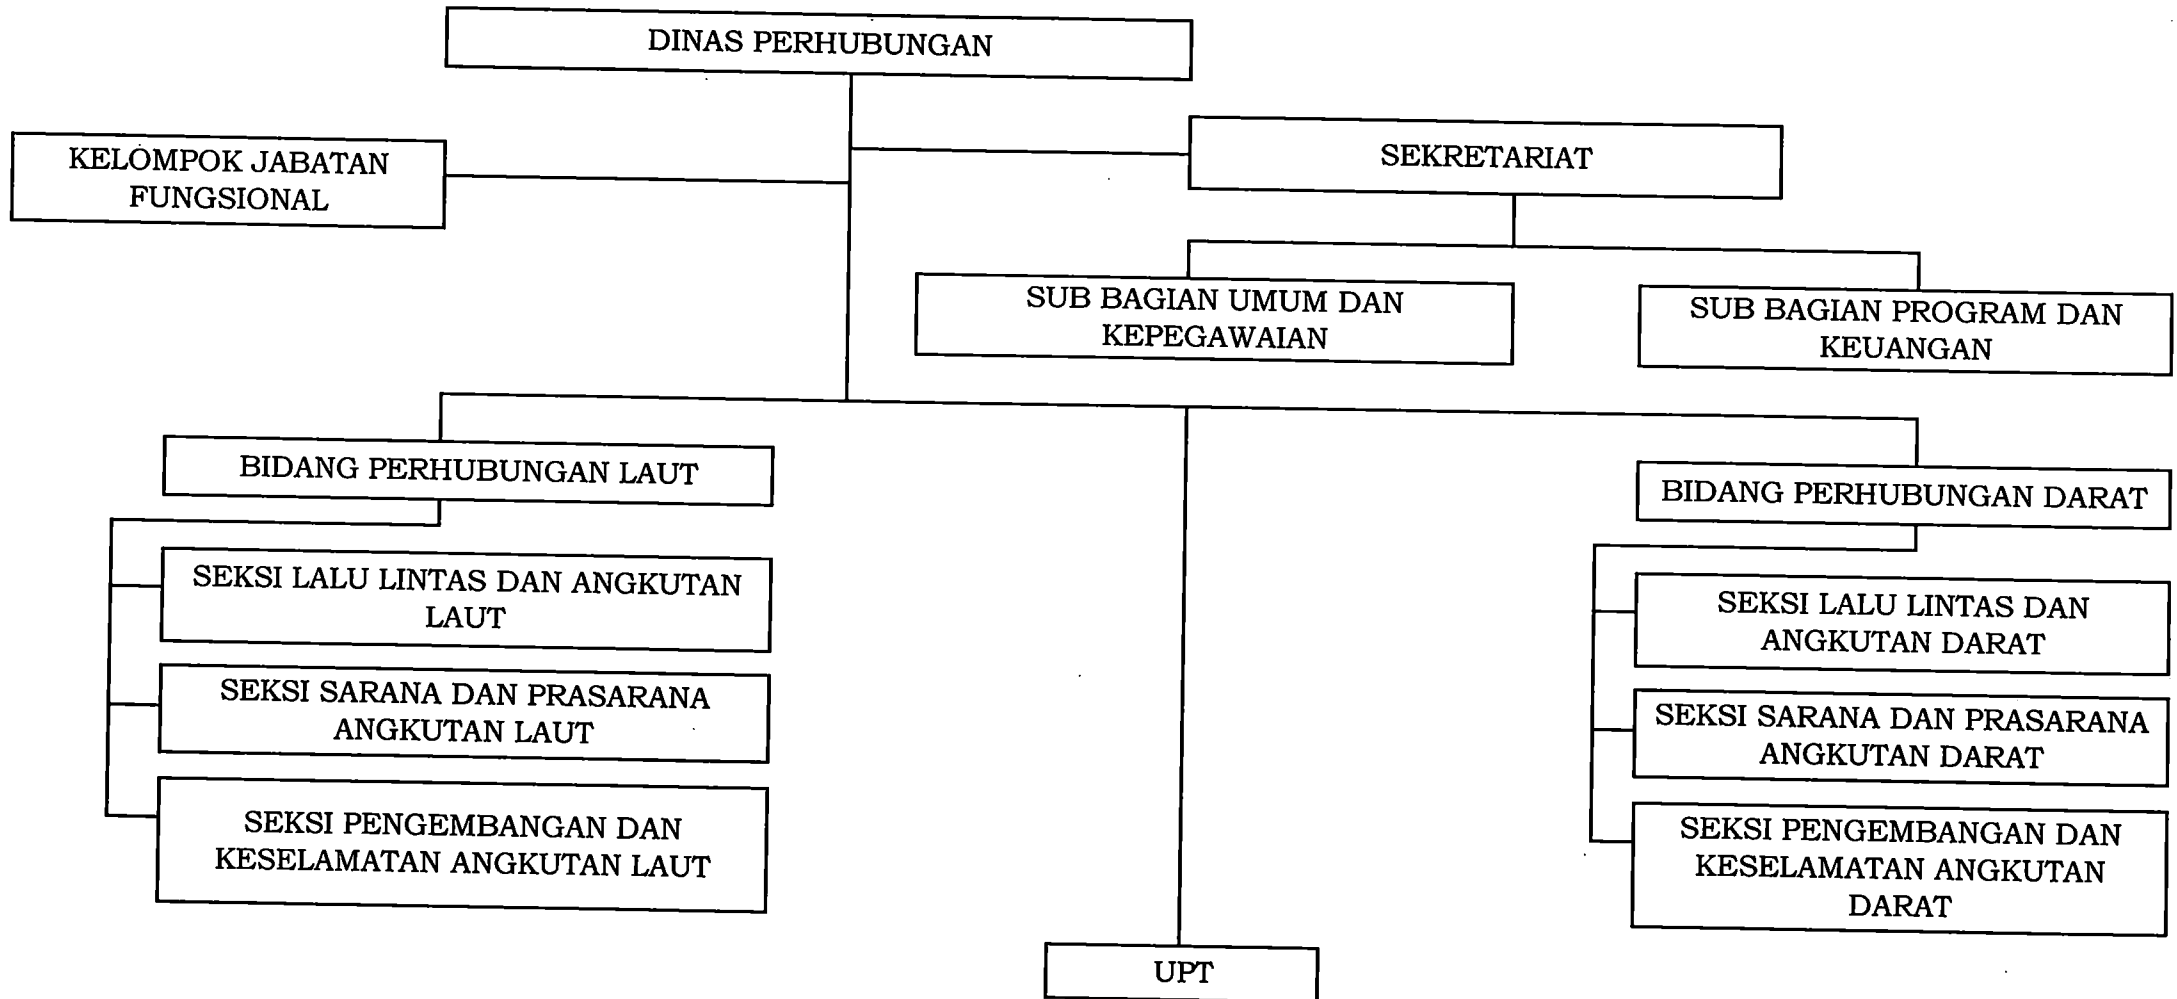 DINAS PERHUBUNGAN
KELOMPOK JABATAN
FUNGSIONAL
SEKRETARIAT
SUB BAGIAN UMUM DAN
KEPEGAWAIAN
SUB BAGIAN PROGRAM DAN
KEUANGAN
BIDANG PERHUBUNGAN LAUT
SEKSI LALU LINTAS DAN ANGKUTAN
LAUT
SEKSI SARANA DAN PRASARANA
ANGKUTAN LAUT
SEKSI PENGEMBANGAN DAN
KESELAMATAN ANGKUTAN LAUT
BIDANG PERHUBUNGAN DARAT
SEKSI LALU LINTAS DAN
ANGKUTAN DARAT
SEKSI SARANA DAN PRASARANA
ANGKUTAN DARAT
SEKSI PENGEMBANGAN DAN
KESELAMATAN ANGKUTAN
DARAT
UPT